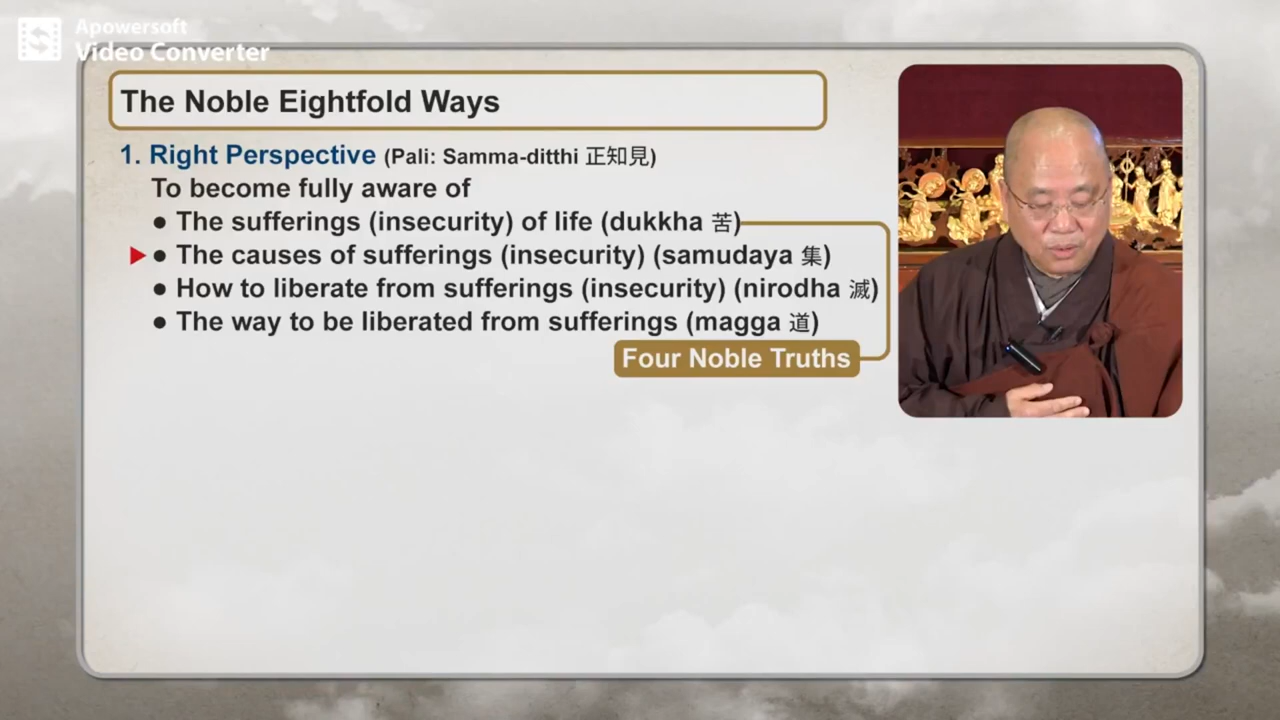 Apowersoft
Video Converter
The Noble Eightfold Ways
1. Right Perspective (Pali: Samma-ditthi 正知見)
To become fully aware of
● The sufferings (insecurity) of life (dukkha 苦)
● The causes of sufferings (insecurity) (samudaya 集)
● How to liberate from sufferings (insecurity) (nirodha 滅)
● The way to be liberated from sufferings (magga 道)
Four Noble Truths